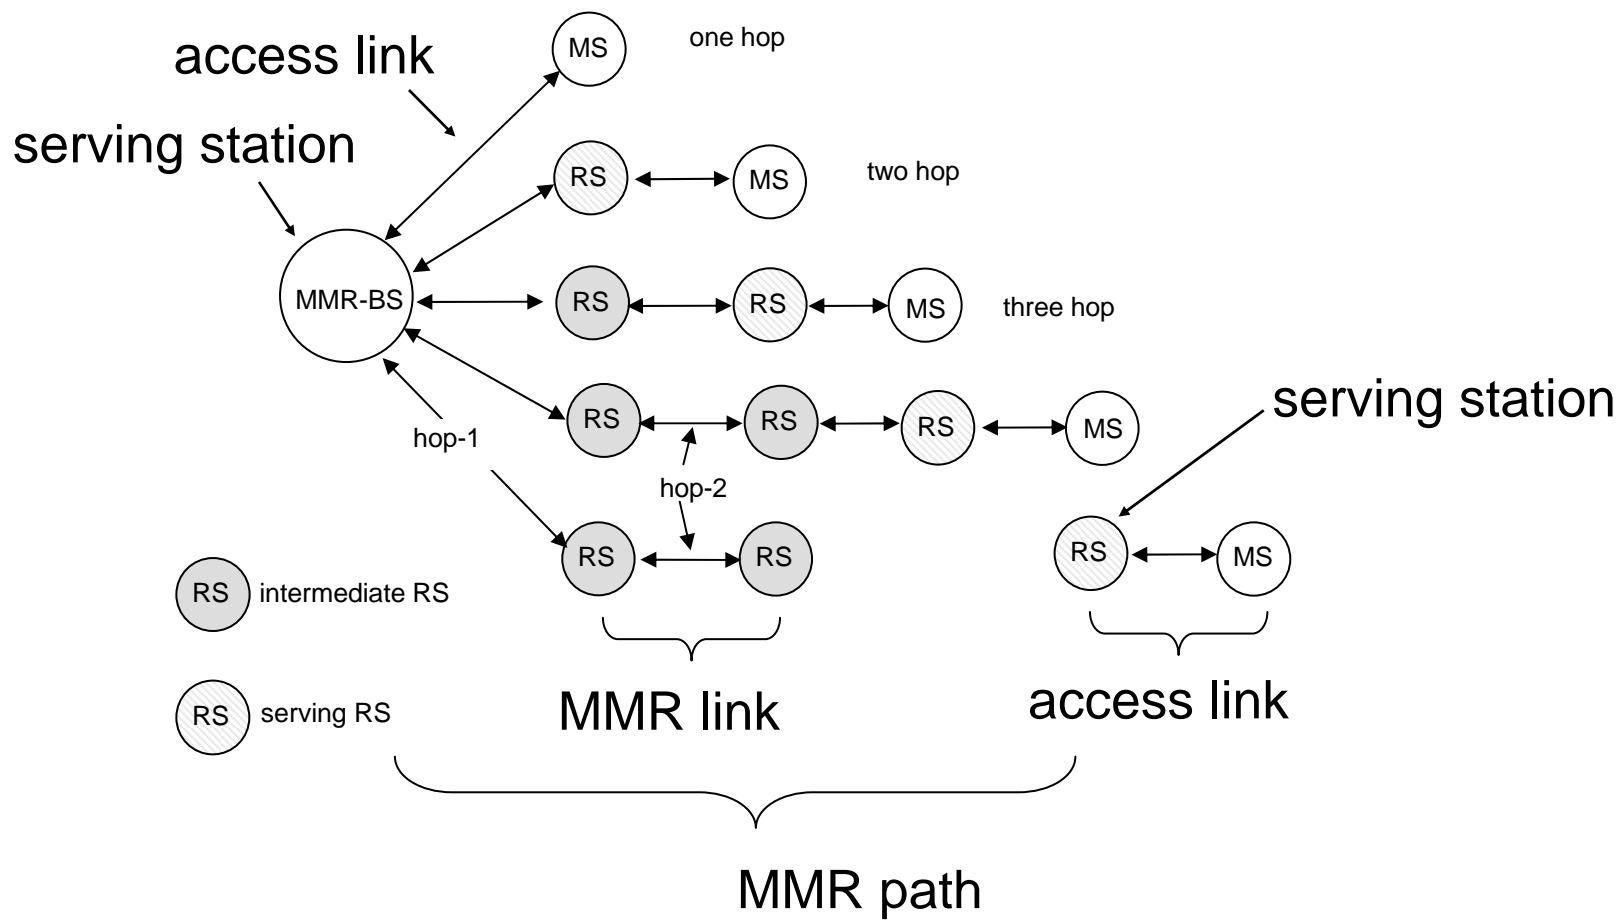 MS
one hop
access link
serving station
RS
MS
two hop
MMR-BS
RS
RS
MS
three hop
serving station
RS
RS
RS
MS
hop-1
hop-2
RS
RS
RS
MS
RS
intermediate RS
RS
serving RS
MMR link
access link
MMR path